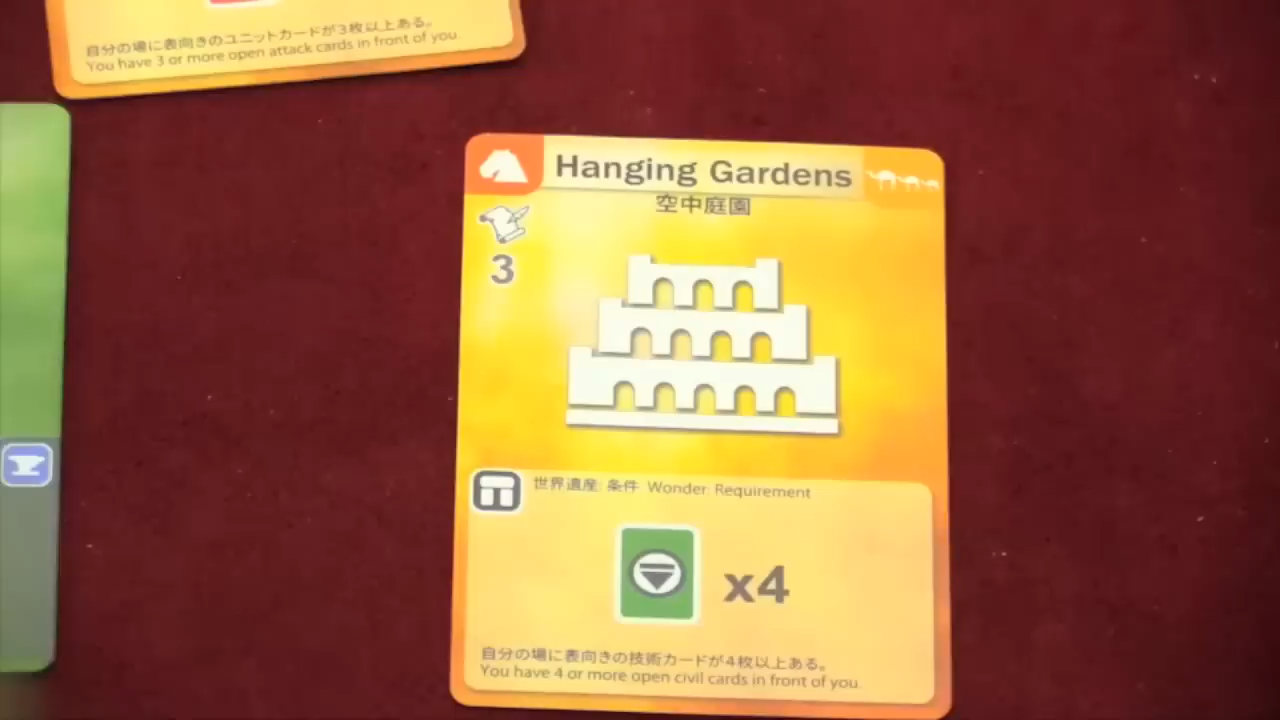 自分の場に表向きのユニットカードが3枚以上ある。
You have 3 or more open attack cards in front of you
Hanging Gardens
空中庭園
3
世界遺産: 条件 Wonder: Requirement
x4
自分の場に表向きの技術カードが4枚以上ある。
You have 4 or more open civil cards in front of you.